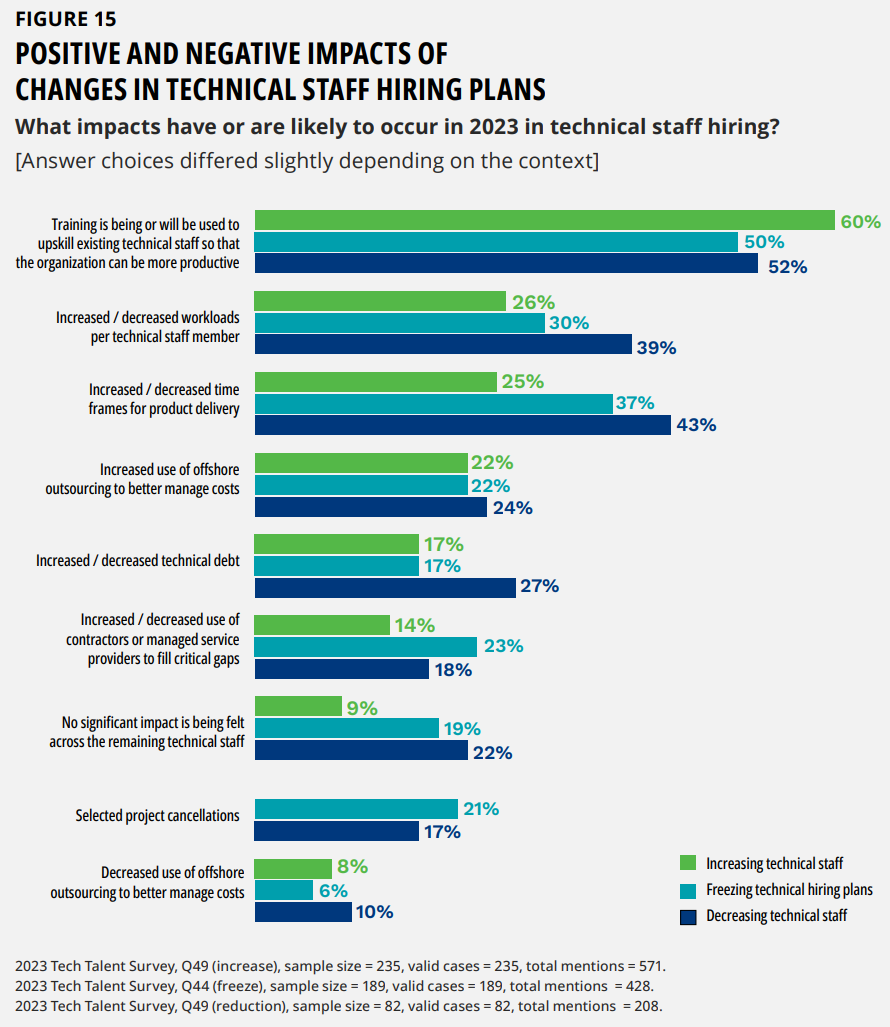 FIGURE 15
POSITIVE AND NEGATIVE IMPACTS OF
CHANGES IN TECHNICAL STAFF HIRING PLANS
What impacts have or are likely to occur in 2023 in technical staff hiring?
[Answer choices differed slightly depending on the context]
Training is being or will be used to
upskill existing technical staff so that
the organization can be more productive
60%
50%
52%
Increased / decreased workloads
per technical staff member
26%
30%
39%
Increased / decreased time
frames for product delivery
25%
37%
43%
Increased use of offshore
outsourcing to better manage costs
22%
22%
24%
Increased / decreased technical debt
17%
17%
27%
Increased / decreased use of
contractors or managed service
providers to fill critical gaps
14%
23%
18%
No significant impact is being felt
across the remaining technical staff
9%
19%
22%
Selected project cancellations
21%
17%
Decreased use of offshore
outsourcing to better manage costs
8%
6%
10%
Increasing technical staff
Freezing technical hiring plans
Decreasing technical staff
2023 Tech Talent Survey, Q49 (increase), sample size = 235, valid cases = 235, total mentions = 571.
2023 Tech Talent Survey, Q44 (freeze), sample size = 189, valid cases = 189, total mentions = 428.
2023 Tech Talent Survey, Q49 (reduction), sample size = 82, valid cases = 82, total mentions = 208.